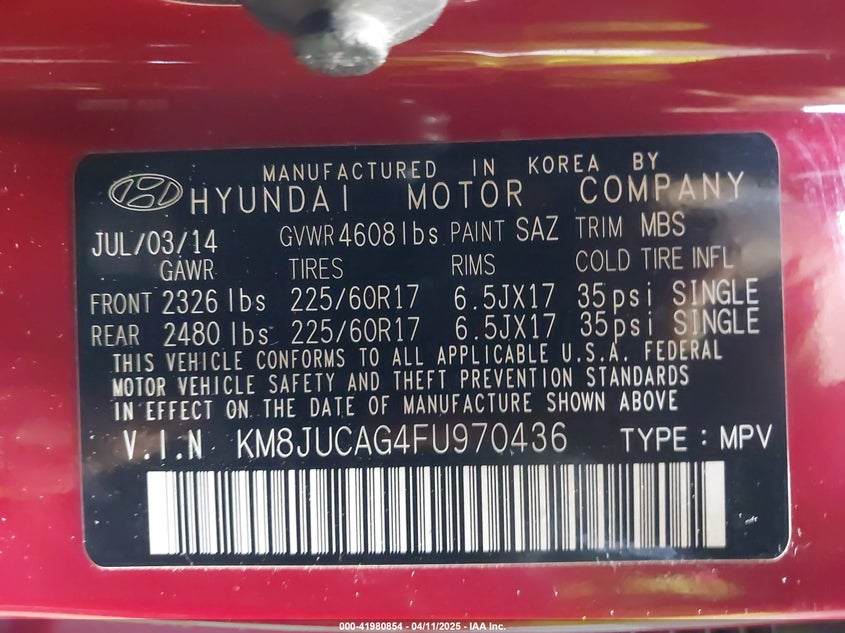 MANUFACTURED IN KOREA BY
HYUNDAI MOTOR COMPANY
JUL/03/14 GVWR 4608lbs PAINT SAZ TRIM MBS
GAWR TIRES RIMS COLD TIRE INFL
FRONT 2326 lbs 225/60R17 6.5JX17 35psi SINGLE
REAR 2480 lbs 225/60R17 6.5JX17 35psi SINGLE
THIS VEHICLE CONFORMS TO ALL APPLICABLE U.S.A. FEDERAL
MOTOR VEHICLE SAFETY AND THEFT PREVENTION STANDARDS
IN EFFECT ON THE DATE OF MANUFACTURE SHOWN ABOVE
V.I.N KM8JUCAG4FU970436 TYPE : MPV
000-41980854 - 04/11/2025 - IAA Inc.